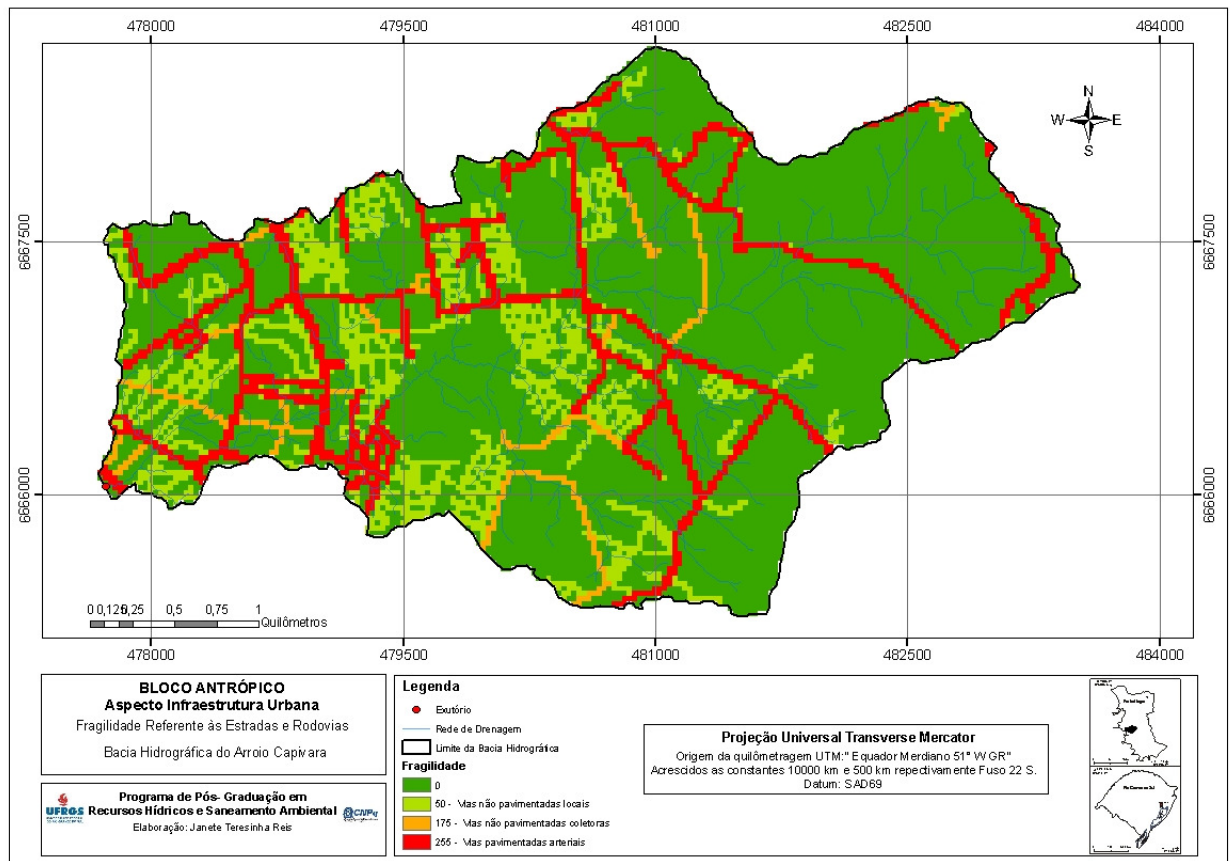 478000 479500 481000 482500 484000
N
W E
S
6667500 6667500
6666000 6666000
0 0,125 0,25 0,5 0,75 1
Quilômetros
478000 479500 481000 482500 484000
BLOCO ANTRÓPICO
Aspecto Infraestrutura Urbana
Fragilidade Referente às Estradas e Rodovias
Bacia Hidrográfica do Arroio Capivara
UFRGS
Programa de Pós- Graduação em
Recursos Hídricos e Saneamento Ambiental
Elaboração: Janete Teresinha Reis
CNPq
Legenda
Exutório
Rede de Drenagem
Limite da Bacia Hidrográfica
Fragilidade
0
50 - Vias não pavimentadas locais
175 - Vias não pavimentadas coletoras
255 - Vias pavimentadas arteriais
Projeção Universal Transverse Mercator
Origem da quilômetragem UTM:" Equador Merdiano 51° W GR"
Acrescidos as constantes 10000 km e 500 km repectivamente Fuso 22 S.
Datum: SAD69